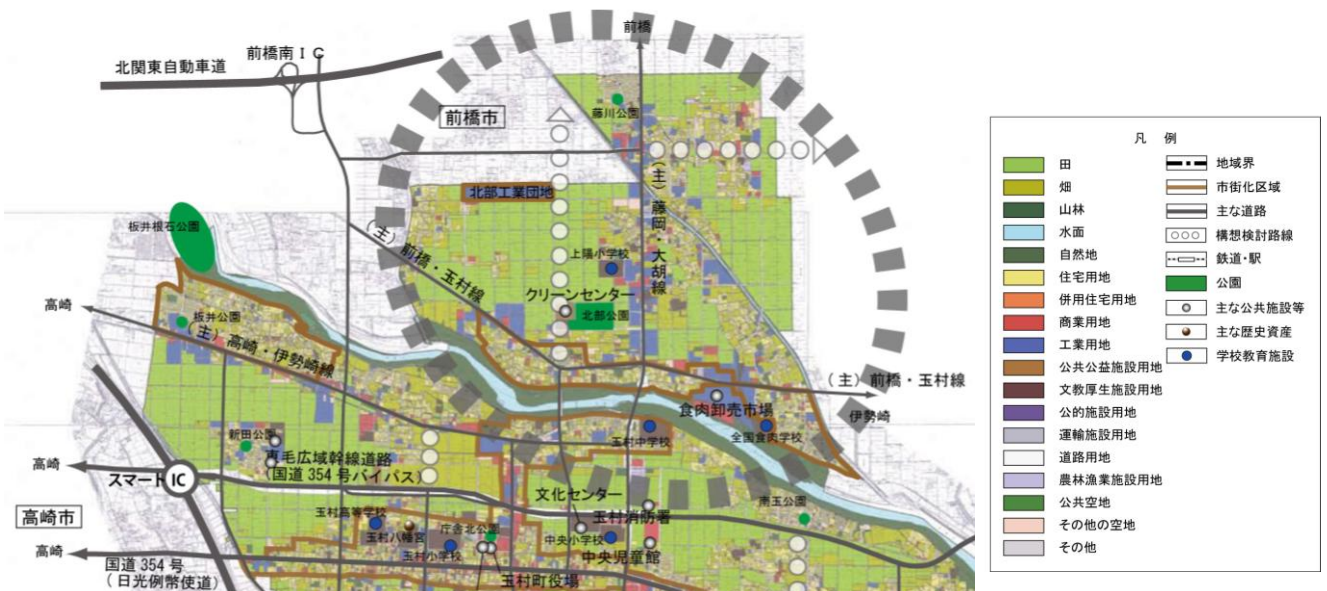 前橋
前橋南ＩＣ
北関東自動車道
前橋市
藤川公園
北部工業団地
（主）藤岡・大胡線
板井根石公園
（主）前橋・玉村線
上陽小学校
クリーンセンター
北部公園
高崎
板井公園
（主）高崎・伊勢崎線
（主）前橋・玉村線
伊勢崎
食肉卸売市場
玉村中学校
全国食肉学校
新田公園
東毛広域幹線道路
（国道354号バイパス）
高崎
スマートIC
文化センター
南玉公園
玉村消防署
高崎市
玉村高等学校
庁舎北公園
玉村八幡宮
中央小学校
玉村小学校
中央児童館
高崎
国道354号
（日光例幣使道）
玉村町役場
凡 例
田
畑
山林
水面
自然地
住宅用地
併用住宅用地
商業用地
工業用地
公共公益施設用地
文教厚生施設用地
公的施設用地
運輸施設用地
道路用地
農林漁業施設用地
公共空地
その他の空地
その他
地域界
市街化区域
主な道路
構想検討路線
鉄道・駅
公園
主な公共施設等
主な歴史資産
学校教育施設